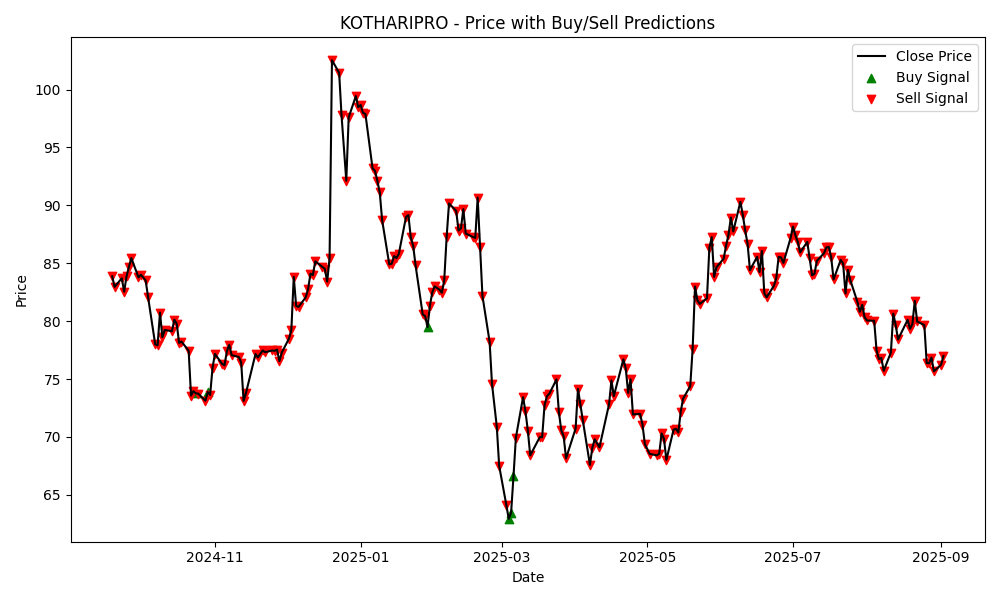 KOTHARIPRO - Price with Buy/Sell Predictions
Close Price
Buy Signal
Sell Signal
Price
100
95
90
85
80
75
70
65
2024-11
2025-01
2025-03
2025-05
2025-07
2025-09
Date